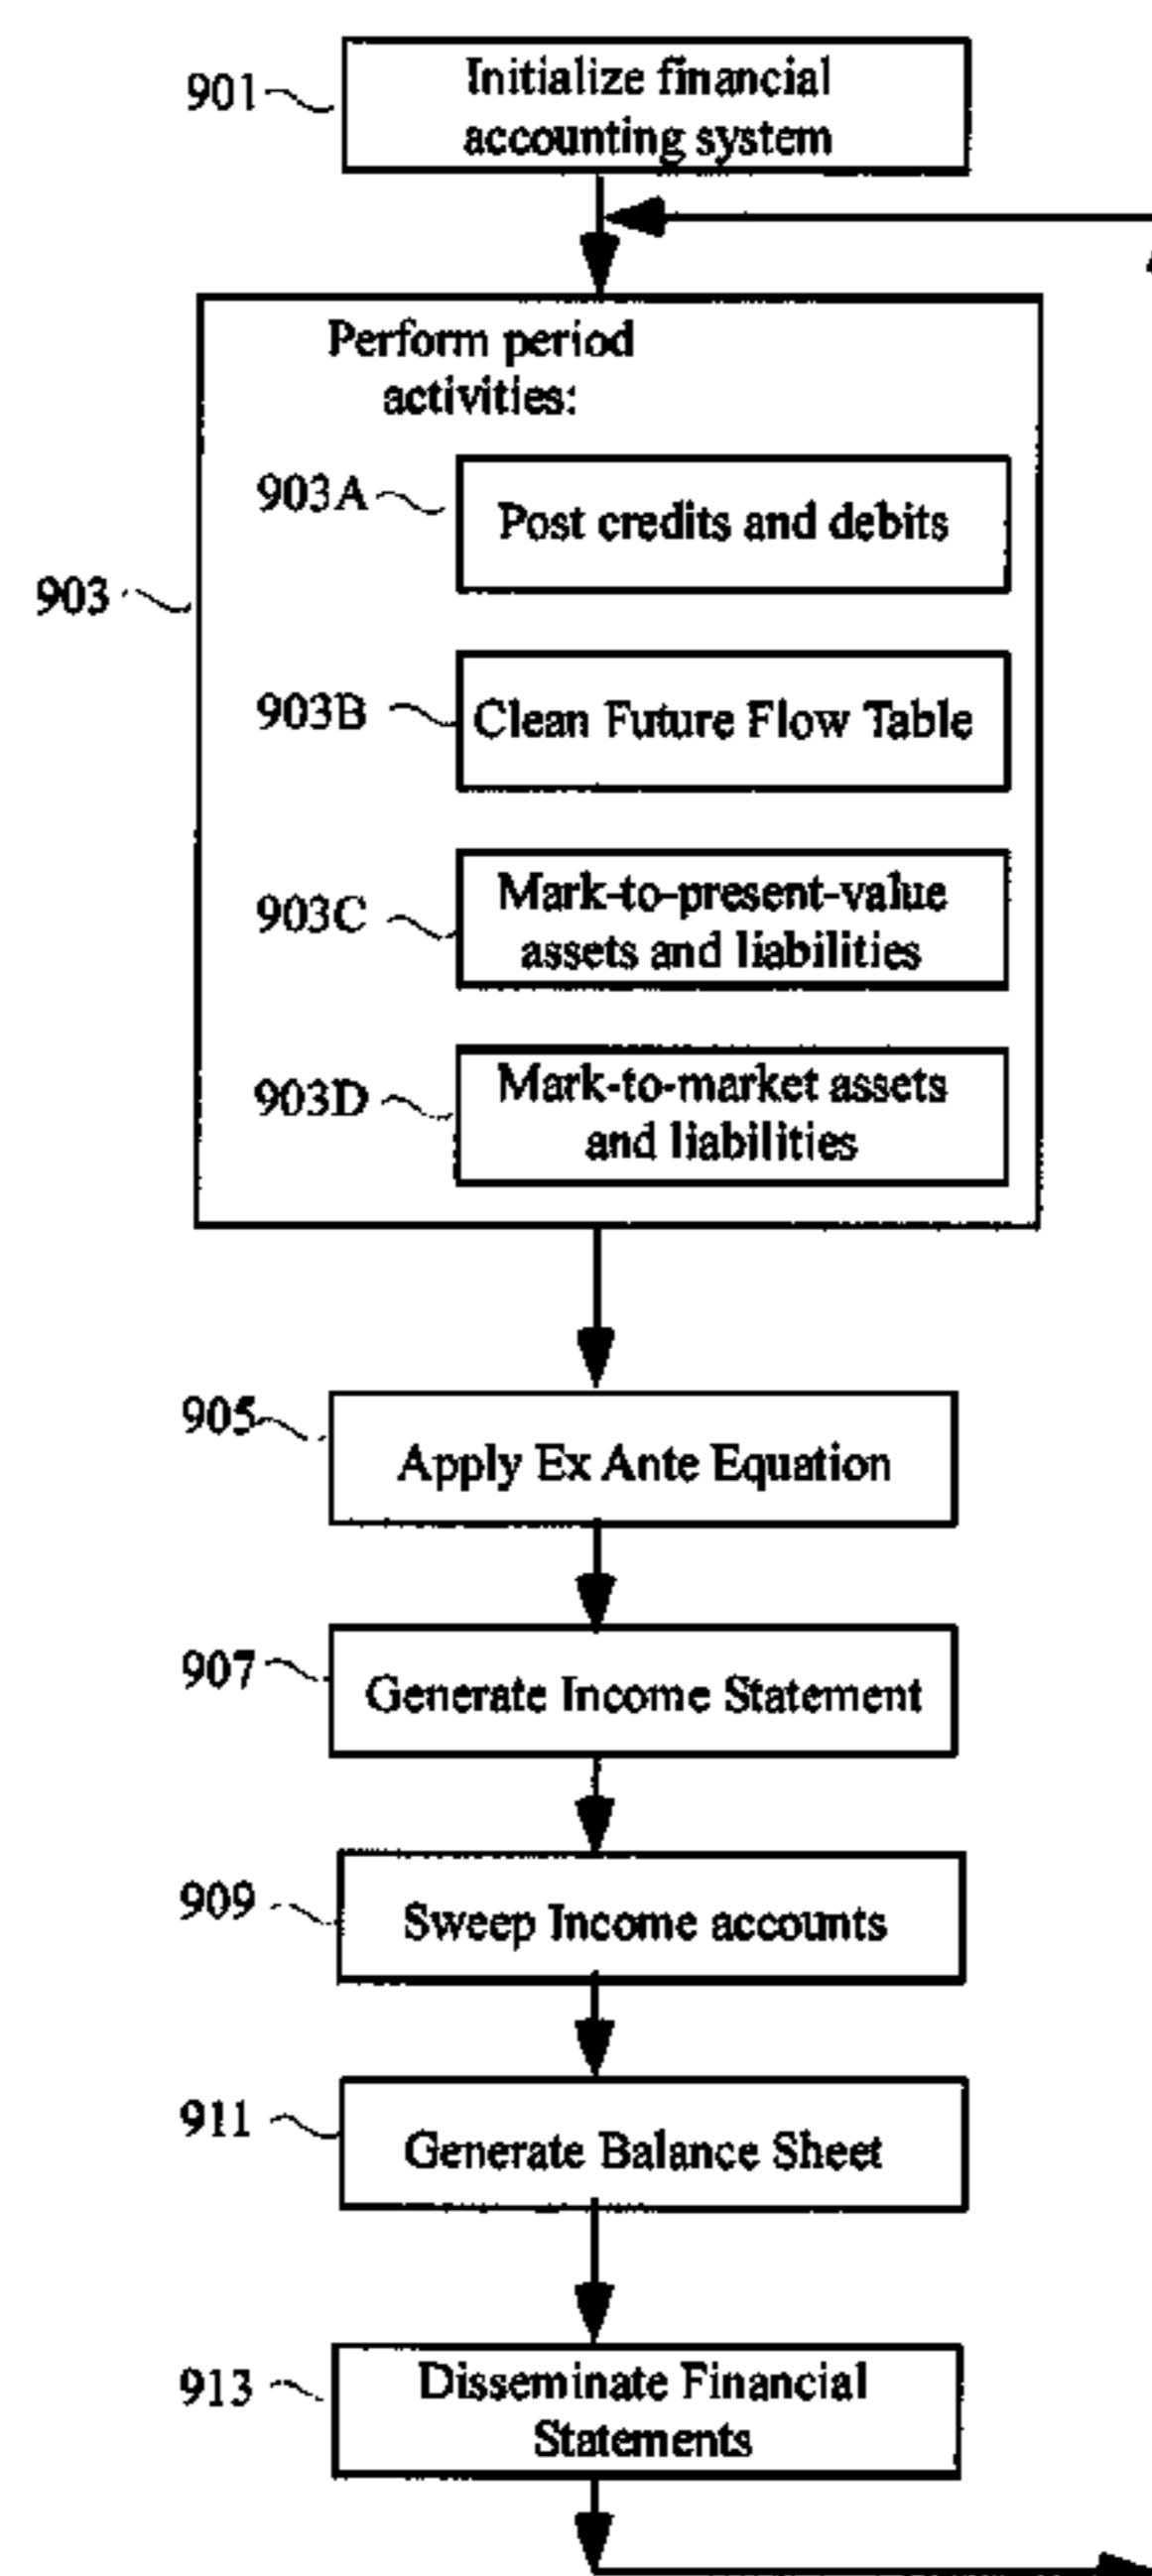 901
Initialize financial
accounting system
Perform period
activities:
903A
Post credits and debits
903
903B
Clean Future Flow Table
903C
Mark-to-present-value
assets and liabilities
903D
Mark-to-market assets
and liabilities
905
Apply Ex Ante Equation
907
Generate Income Statement
909
Sweep Income accounts
911
Generate Balance Sheet
913
Disseminate Financial
Statements